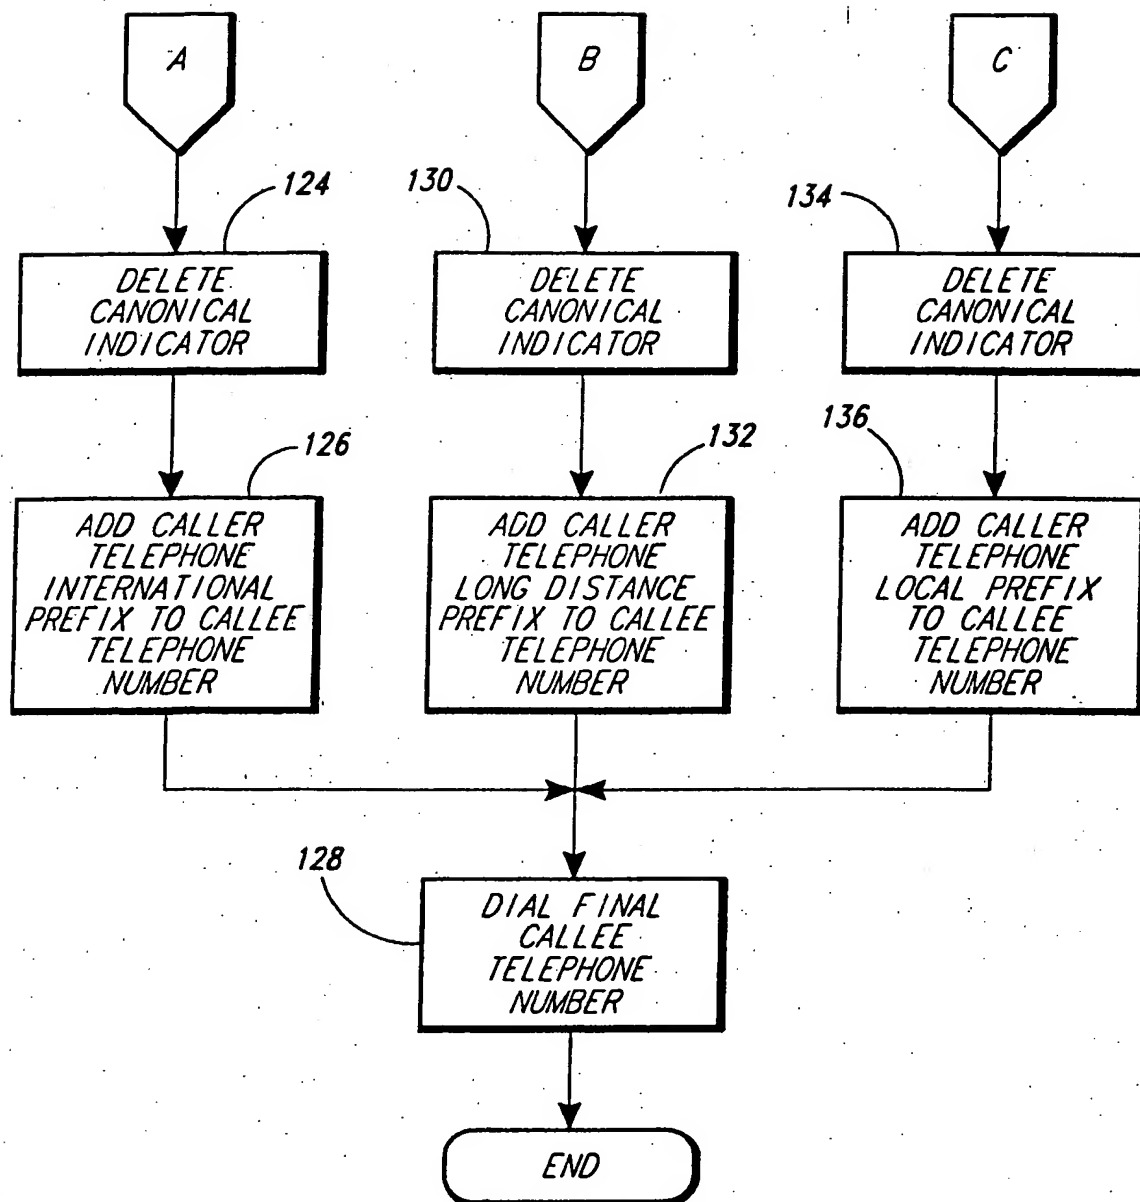 A
B
C
124
130
134
DELETE
CANONICAL
INDICATOR
DELETE
CANONICAL
INDICATOR
DELETE
CANONICAL
INDICATOR
126
132
136
ADD CALLER
TELEPHONE
INTERNATIONAL
PREFIX TO CALLEE
TELEPHONE
NUMBER
ADD CALLER
TELEPHONE
LONG DISTANCE
PREFIX TO CALLEE
TELEPHONE
NUMBER
ADD CALLER
TELEPHONE
LOCAL PREFIX
TO CALLEE
TELEPHONE
NUMBER
128
DIAL FINAL
CALLEE
TELEPHONE
NUMBER
END